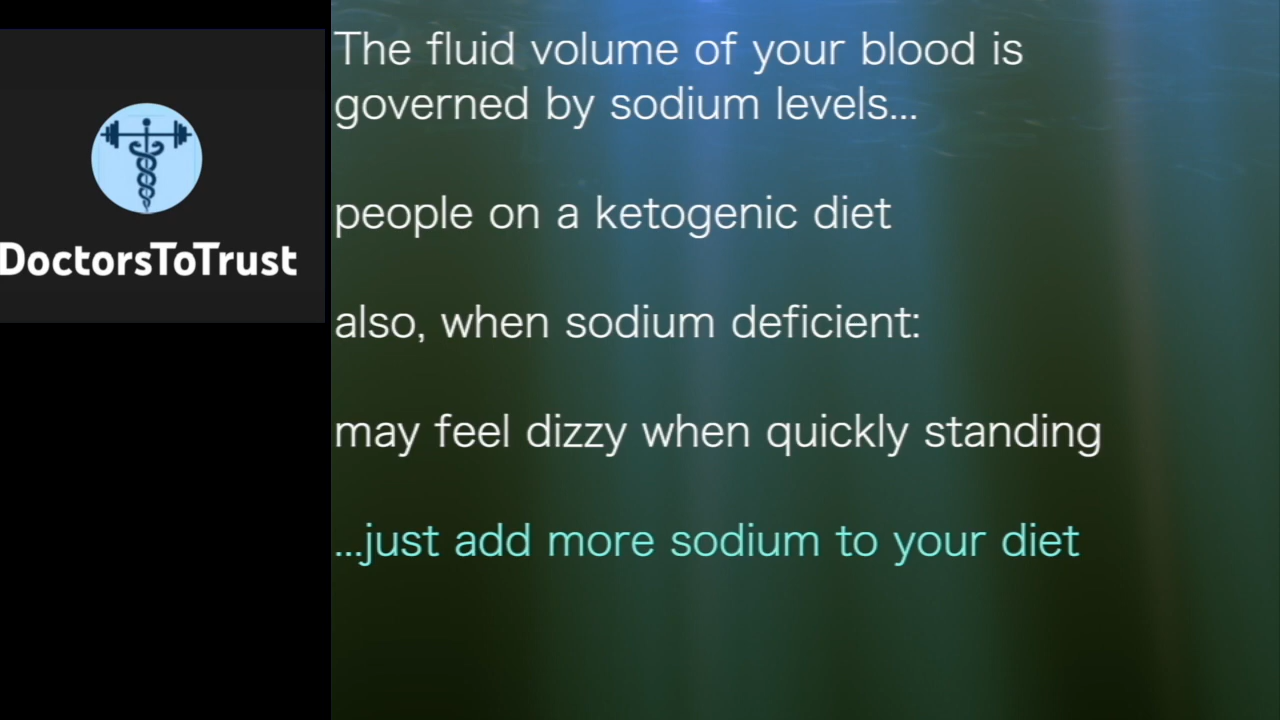 DoctorsToTrust
The fluid volume of your blood is
governed by sodium levels...
people on a ketogenic diet
also, when sodium deficient:
may feel dizzy when quickly standing
...just add more sodium to your diet